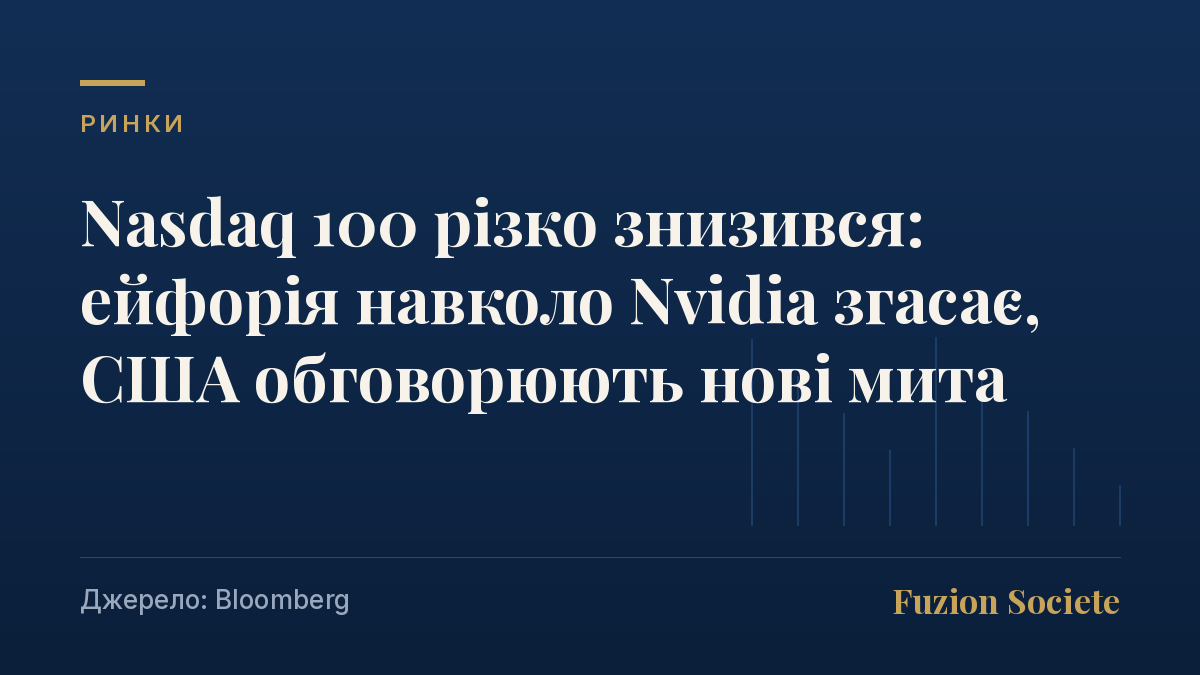 РИНКИ
Nasdaq 100 різко знизився:
ейфорія навколо Nvidia згасає,
США обговорюють нові мита
Джерело: Bloomberg
Fuzion Societe